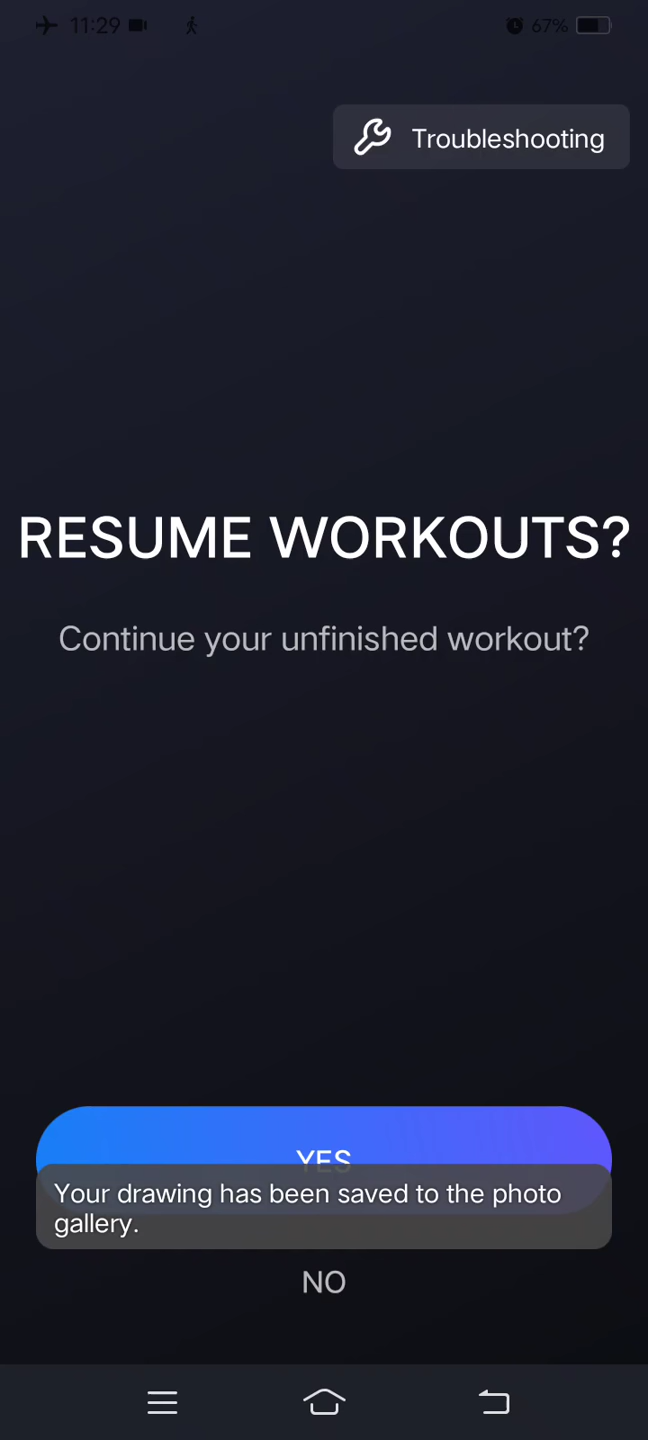 11:29
67%
Troubleshooting
RESUME WORKOUTS?
Continue your unfinished workout?
YES
Your drawing has been saved to the photo
gallery.
NO